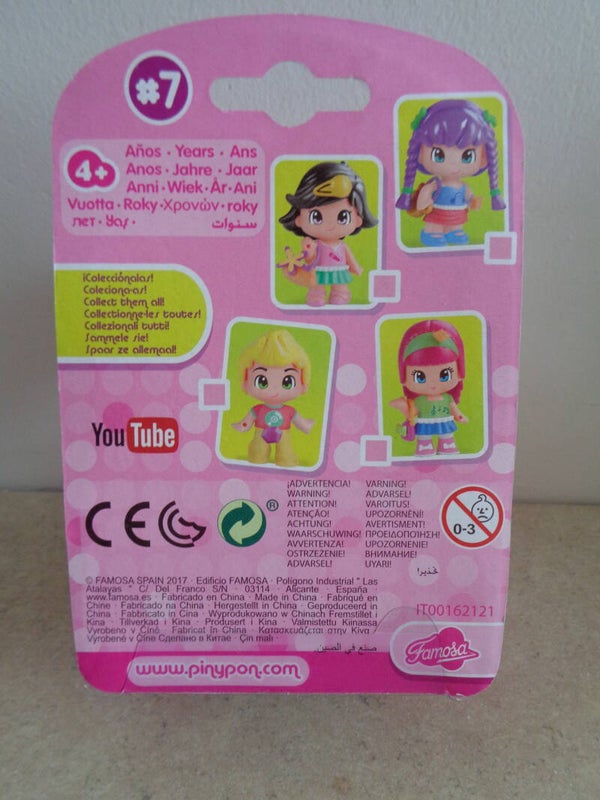 #7
4+
Años · Years · Ans
Anos · Jahre · Jaar
Anni · Wiek · År · Ani
Vuotta · Roky · Χρονών · roky
лет · Yaş · سنوات
¡Colecciónalas!
Coleciona-as!
Collect them all!
Collectionne-les toutes!
Collezionali tutti!
Sammele sie!
Spaar ze allemaal!
You Tube
CE
®
¡ADVERTENCIA!
WARNING!
ATTENTION!
ATENÇÃO!
ACHTUNG!
WAARSCHUWING!
AVVERTENZA!
OSTRZEZENIE!
ADVARSEL!
VARNING!
ADVARSEL!
VAROITUS!
UPOZORNĚNÍ!
AVERTISMENT!
ΠΡΟΕΙΔΟΠΟΙΗΣΗ!
UPOZORNENIE!
ВНИМАНИЕ!
UYARI!
تحذير!
0-3
© FAMOSA SPAIN 2017 · Edificio FAMOSA · Polígono Industrial " Las
Atalayas " C/ Del Franco S/N · 03114 · Alicante · España ·
www.famosa.es · Fabricado en China · Made in China · Fabriqué en
Chine · Fabricado na China · Hergestellt in China · Geproduceerd in
China · Fabbricato in Cina · Wyprodukowano w Chinach Fremstillet i
Kina · Tillverkad i Kina · Produsert i Kina · Valmistettu Kiinassa
Vyrobeno v Číně · Fabricat în China · Κατασκευάζεται στην Κίνα ·
Vyrobené v Číne Сделано в Китае · Çin mali
صنع في الصين.
IT00162121
Famosa
www.pinypon.com